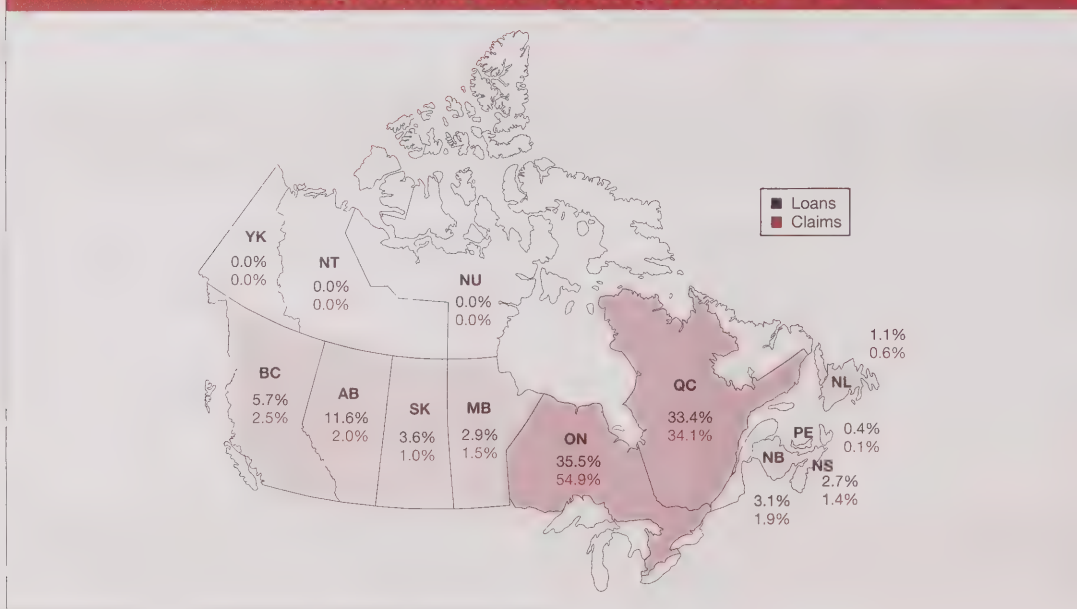 Loans
Claims
YK
0.0%
0.0%
NT
0.0%
0.0%
NU
0.0%
0.0%
BC
5.7%
2.5%
AB
11.6%
2.0%
SK
3.6%
1.0%
MB
2.9%
1.5%
ON
35.5%
54.9%
QC
33.4%
34.1%
1.1%
0.6%
NL
PE
0.4%
0.1%
NB
3.1%
1.9%
NS
2.7%
1.4%